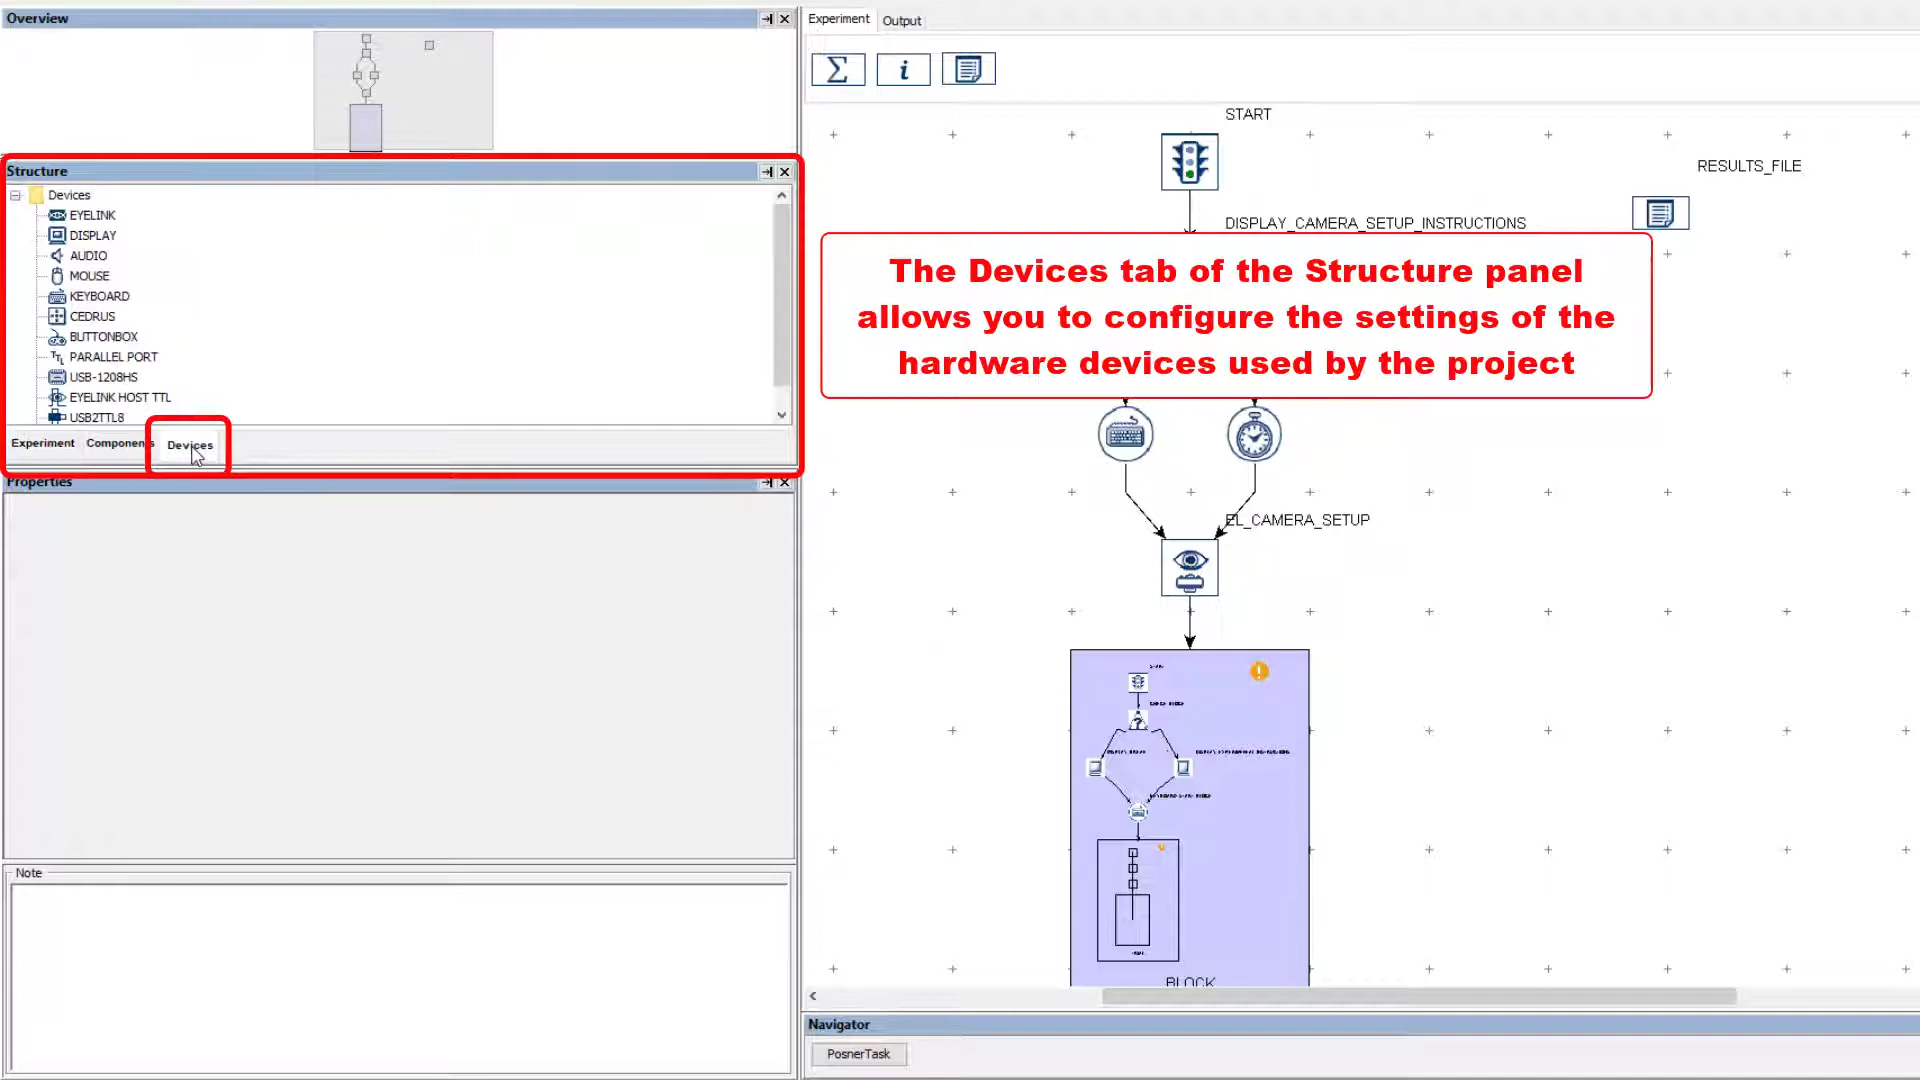 Overview
Structure
Devices
EYELINK
DISPLAY
AUDIO
MOUSE
KEYBOARD
CEDRUS
BUTTONBOX
PARALLEL PORT
USB-1208HS
EYELINK HOST TTL
USB2TTL8
Experiment Components Devices
Properties
Note
Experiment Output
START
RESULTS_FILE
DISPLAY_CAMERA_SETUP_INSTRUCTIONS
The Devices tab of the Structure panel
allows you to configure the settings of the
hardware devices used by the project
EL_CAMERA_SETUP
BLOCK
Navigator
PosnerTask